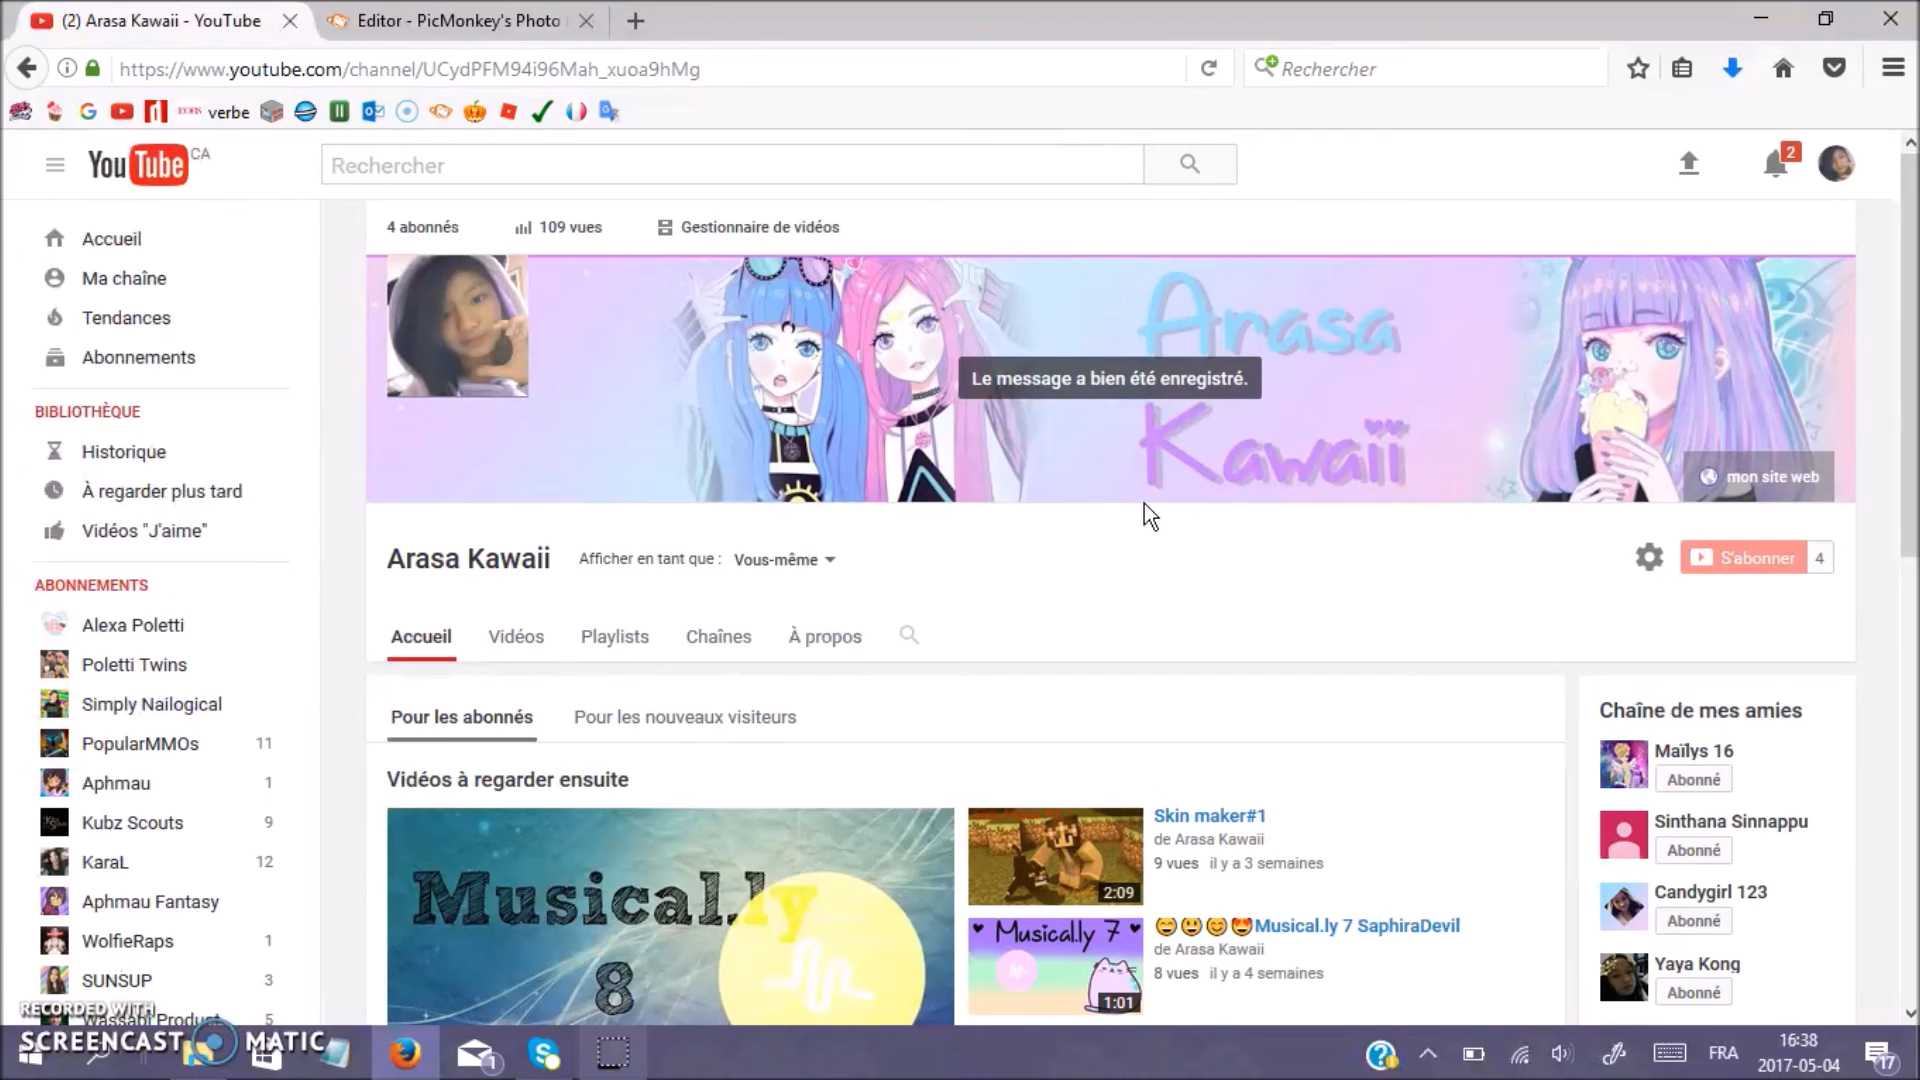 (2) Arasa Kawaii - YouTube
Editor - PicMonkey's Photo
https://www.youtube.com/channel/UCydPFM94i96Mah_xuoa9hMg
Rechercher
verbe
YouTube CA
Rechercher
2
4 abonnés
109 vues
Gestionnaire de vidéos
Accueil
Ma chaîne
Tendances
Abonnements
BIBLIOTHÈQUE
Historique
À regarder plus tard
Vidéos "J'aime"
ABONNEMENTS
Alexa Poletti
Poletti Twins
Simply Nailogical
PopularMMOs 11
Aphmau 1
Kubz Scouts 9
KaraL 12
Aphmau Fantasy
WolfieRaps 1
SUNSUP 3
Wassabi Product 5
Arasa
Kawaii
Le message a bien été enregistré.
mon site web
Arasa Kawaii
Afficher en tant que : Vous-même
S'abonner 4
Accueil
Vidéos
Playlists
Chaînes
À propos
Pour les abonnés
Pour les nouveaux visiteurs
Vidéos à regarder ensuite
Musical.ly
8
2:09
Skin maker#1
de Arasa Kawaii
9 vues il y a 3 semaines
Musical.ly 7
1:01
😄😃😊😍Musical.ly 7 SaphiraDevil
de Arasa Kawaii
8 vues il y a 4 semaines
Chaîne de mes amies
Maïlys 16
Abonné
Sinthana Sinnappu
Abonné
Candygirl 123
Abonné
Yaya Kong
Abonné
RECORDED WITH
SCREENCAST MATIC
1
FRA
16:38
2017-05-04
17